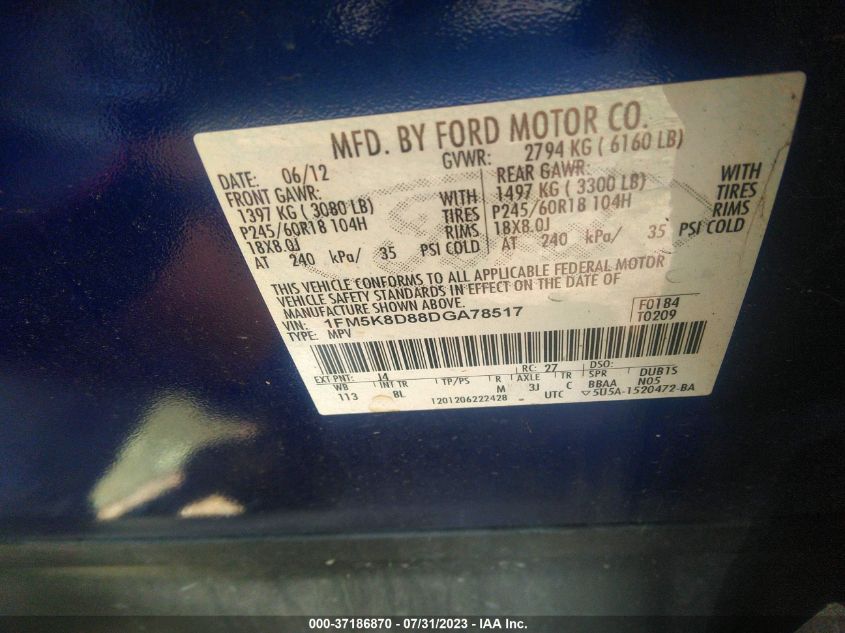 MFD. BY FORD MOTOR CO.
DATE: 06/12 GVWR: 2794 KG ( 6160 LB)
FRONT GAWR: REAR GAWR:
1397 KG ( 3080 LB) WITH 1497 KG ( 3300 LB) WITH
P245/60R18 104H TIRES P245/60R18 104H TIRES
18X8.0J RIMS 18X8.0J RIMS
AT 240 kPa/ 35 PSI COLD AT 240 kPa/ 35 PSI COLD
THIS VEHICLE CONFORMS TO ALL APPLICABLE FEDERAL MOTOR
VEHICLE SAFETY STANDARDS IN EFFECT ON THE DATE OF
MANUFACTURE SHOWN ABOVE.
VIN: 1FM5K8D88DGA78517 F0184
TYPE: MPV T0209
EXT PNT: J4 RC: 27 DSO:
WB INT TR TP/PS R AXLE TR SPR DUB1S
113 BL M 3J C BBAA N05
1201206222428 UTC ▽5U5A-1520472-BA
000-37186870 / 07/31/2023 - IAA Inc.